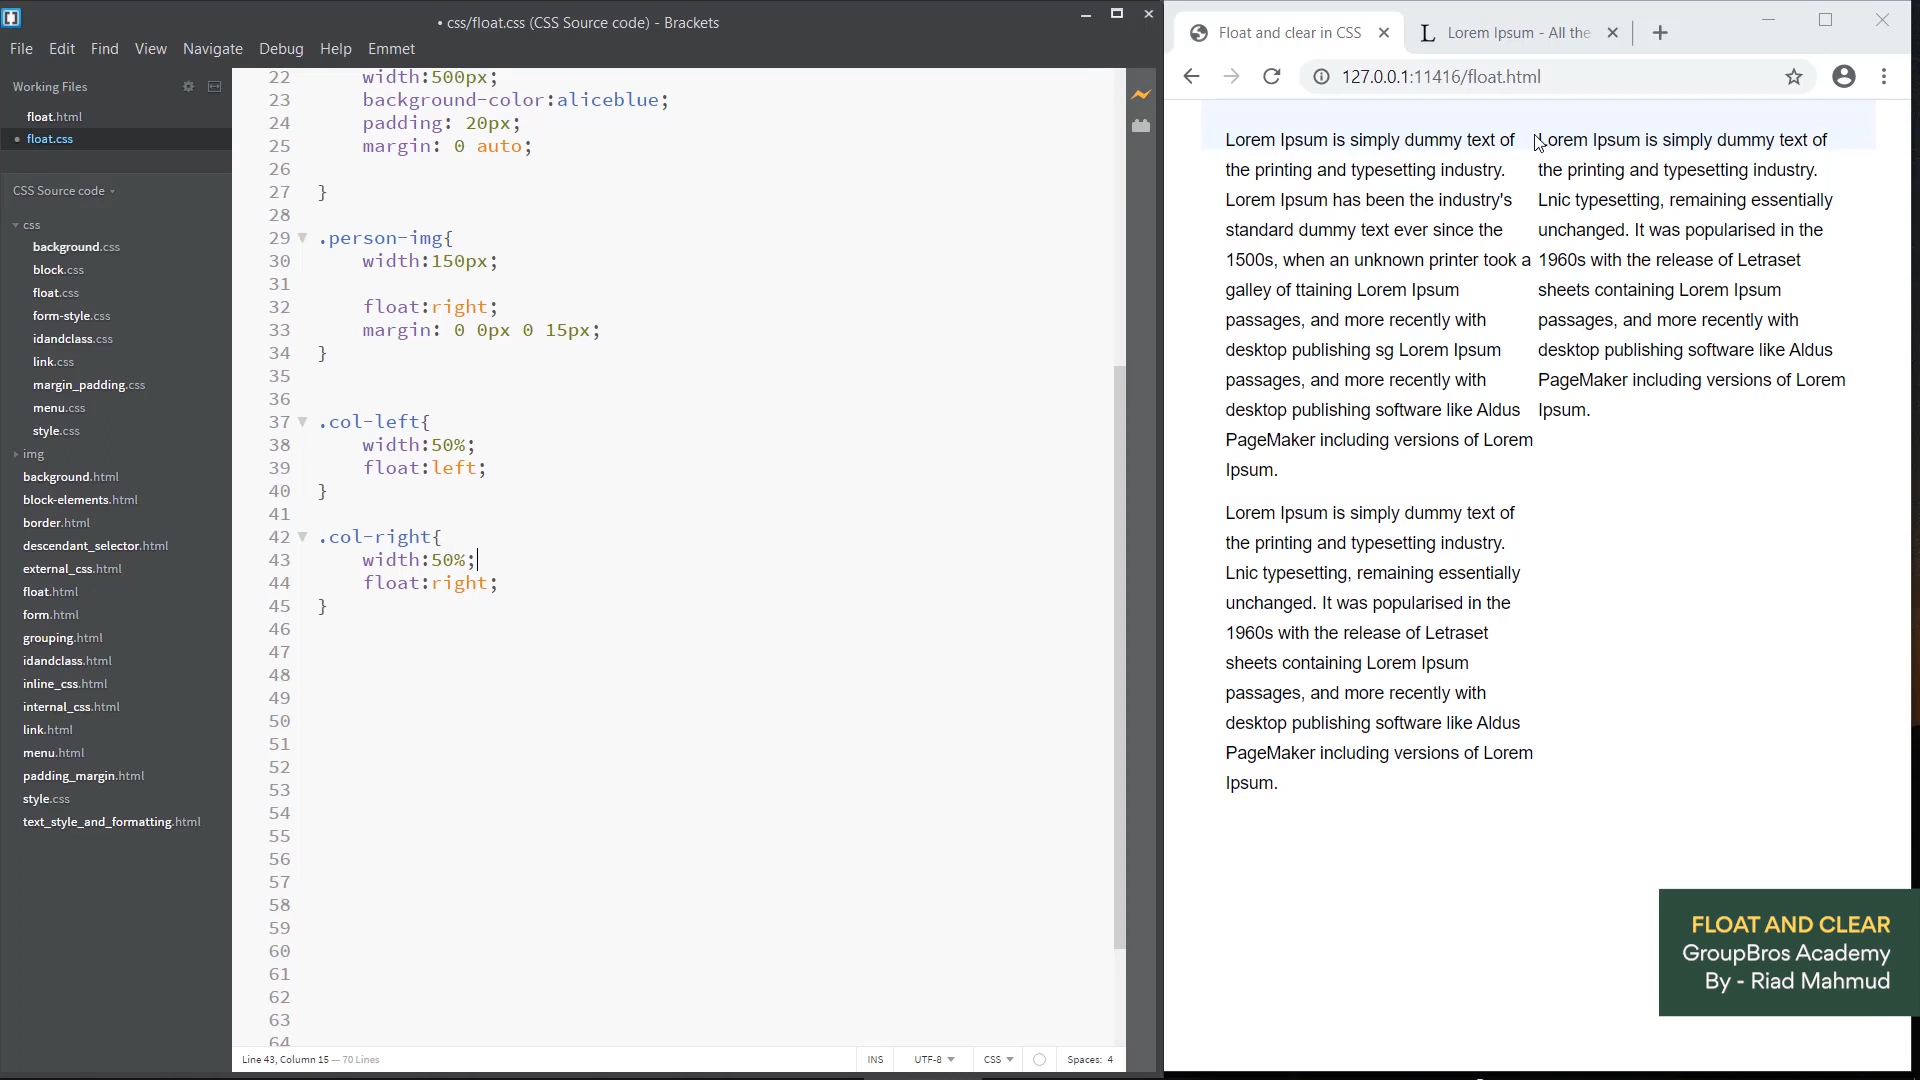 • css/float.css (CSS Source code) - Brackets
File Edit Find View Navigate Debug Help Emmet
Working Files
float.html
• float.css
CSS Source code
css
background.css
block.css
float.css
form-style.css
idandclass.css
link.css
margin_padding.css
menu.css
style.css
img
background.html
block-elements.html
border.html
descendant_selector.html
external_css.html
float.html
form.html
grouping.html
idandclass.html
inline_css.html
internal_css.html
link.html
menu.html
padding_margin.html
style.css
text_style_and_formatting.html
22 width:500px;
23 background-color:aliceblue;
24 padding: 20px;
25 margin: 0 auto;
26
27 }
28
29 .person-img{
30 width:150px;
31
32 float:right;
33 margin: 0 0px 0 15px;
34 }
35
36
37 .col-left{
38 width:50%;
39 float:left;
40 }
41
42 .col-right{
43 width:50%;
44 float:right;
45 }
46
47
48
49
50
51
52
53
54
55
56
57
58
59
60
61
62
63
64
Line 43, Column 15 — 70 Lines
INS UTF-8 CSS Spaces: 4
Float and clear in CSS
L Lorem Ipsum - All the
127.0.0.1:11416/float.html
Lorem Ipsum is simply dummy text of
the printing and typesetting industry.
Lorem Ipsum has been the industry's
standard dummy text ever since the
1500s, when an unknown printer took a
galley of ttaining Lorem Ipsum
passages, and more recently with
desktop publishing sg Lorem Ipsum
passages, and more recently with
desktop publishing software like Aldus
PageMaker including versions of Lorem
Ipsum.
Lorem Ipsum is simply dummy text of
the printing and typesetting industry.
Lnic typesetting, remaining essentially
unchanged. It was popularised in the
1960s with the release of Letraset
sheets containing Lorem Ipsum
passages, and more recently with
desktop publishing software like Aldus
PageMaker including versions of Lorem
Ipsum.
Lorem Ipsum is simply dummy text of
the printing and typesetting industry.
Lnic typesetting, remaining essentially
unchanged. It was popularised in the
1960s with the release of Letraset
sheets containing Lorem Ipsum
passages, and more recently with
desktop publishing software like Aldus
PageMaker including versions of Lorem
Ipsum.
FLOAT AND CLEAR
GroupBros Academy
By - Riad Mahmud